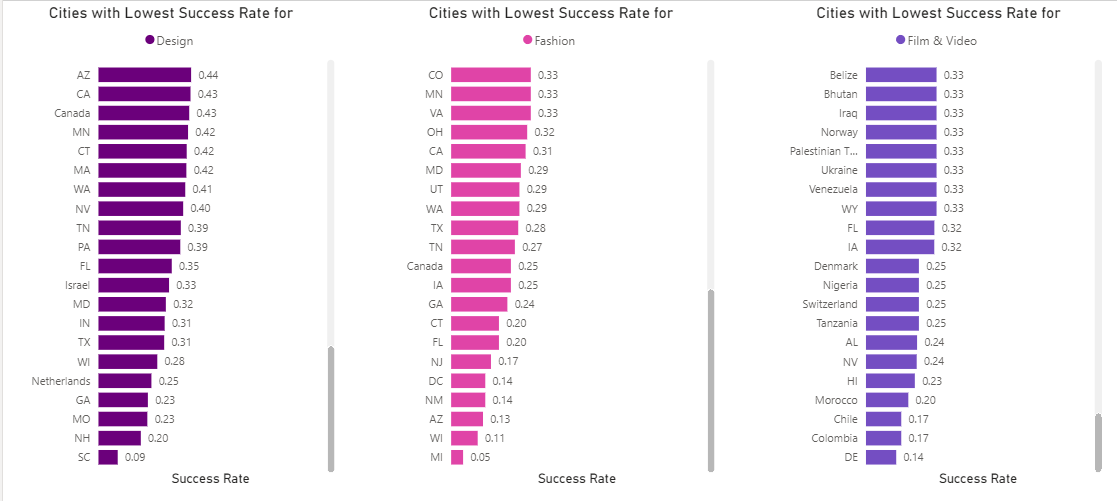 Cities with Lowest Success Rate for
Design
AZ 0.44
CA 0.43
Canada 0.43
MN 0.42
CT 0.42
MA 0.42
WA 0.41
NV 0.40
TN 0.39
PA 0.39
FL 0.35
Israel 0.33
MD 0.32
IN 0.31
TX 0.31
WI 0.28
Netherlands 0.25
GA 0.23
MO 0.23
NH 0.20
SC 0.09
Success Rate
Cities with Lowest Success Rate for
Fashion
CO 0.33
MN 0.33
VA 0.33
OH 0.32
CA 0.31
MD 0.29
UT 0.29
WA 0.29
TX 0.28
TN 0.27
Canada 0.25
IA 0.25
GA 0.24
CT 0.20
FL 0.20
NJ 0.17
DC 0.14
NM 0.14
AZ 0.13
WI 0.11
MI 0.05
Success Rate
Cities with Lowest Success Rate for
Film & Video
Belize 0.33
Bhutan 0.33
Iraq 0.33
Norway 0.33
Palestinian T... 0.33
Ukraine 0.33
Venezuela 0.33
WY 0.33
FL 0.32
IA 0.32
Denmark 0.25
Nigeria 0.25
Switzerland 0.25
Tanzania 0.25
AL 0.24
NV 0.24
HI 0.23
Morocco 0.20
Chile 0.17
Colombia 0.17
DE 0.14
Success Rate